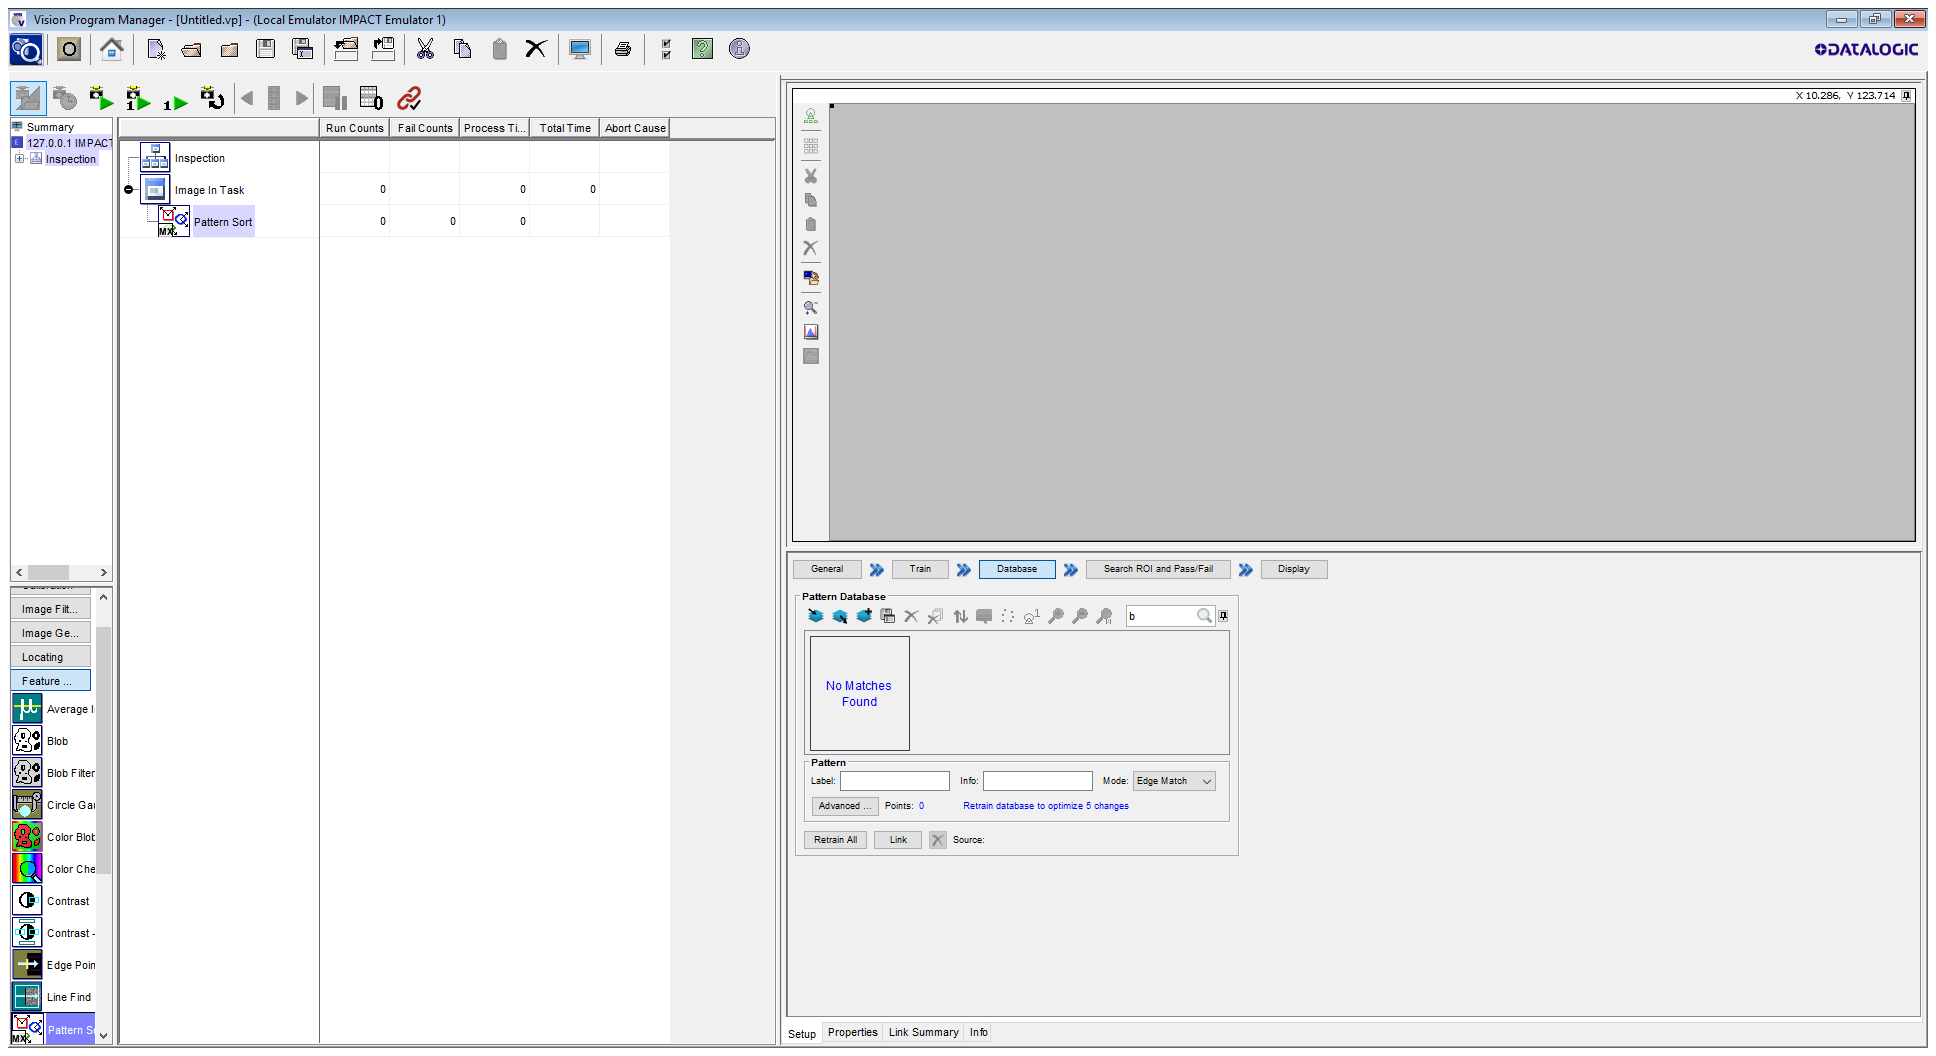 Vision Program Manager - [Untitled.vp] - (Local Emulator IMPACT Emulator 1)
DATALOGIC
Summary
127.0.0.1 IMPACT
Inspection
Run Counts Fail Counts Process Ti... Total Time Abort Cause
Inspection
Image In Task 0 0 0
Pattern Sort 0 0 0
X 10.286, Y 123.714
Image Filt...
Image Ge...
Locating
Feature ...
Average I
Blob
Blob Filter
Circle Gau
Color Blob
Color Che
Contrast
Contrast -
Edge Poin
Line Find
Pattern So
General Train Database Search ROI and Pass/Fail Display
Pattern Database
b
No Matches
Found
Pattern
Label: Info: Mode: Edge Match
Advanced ... Points: 0 Retrain database to optimize 5 changes
Retrain All Link Source:
Setup Properties Link Summary Info